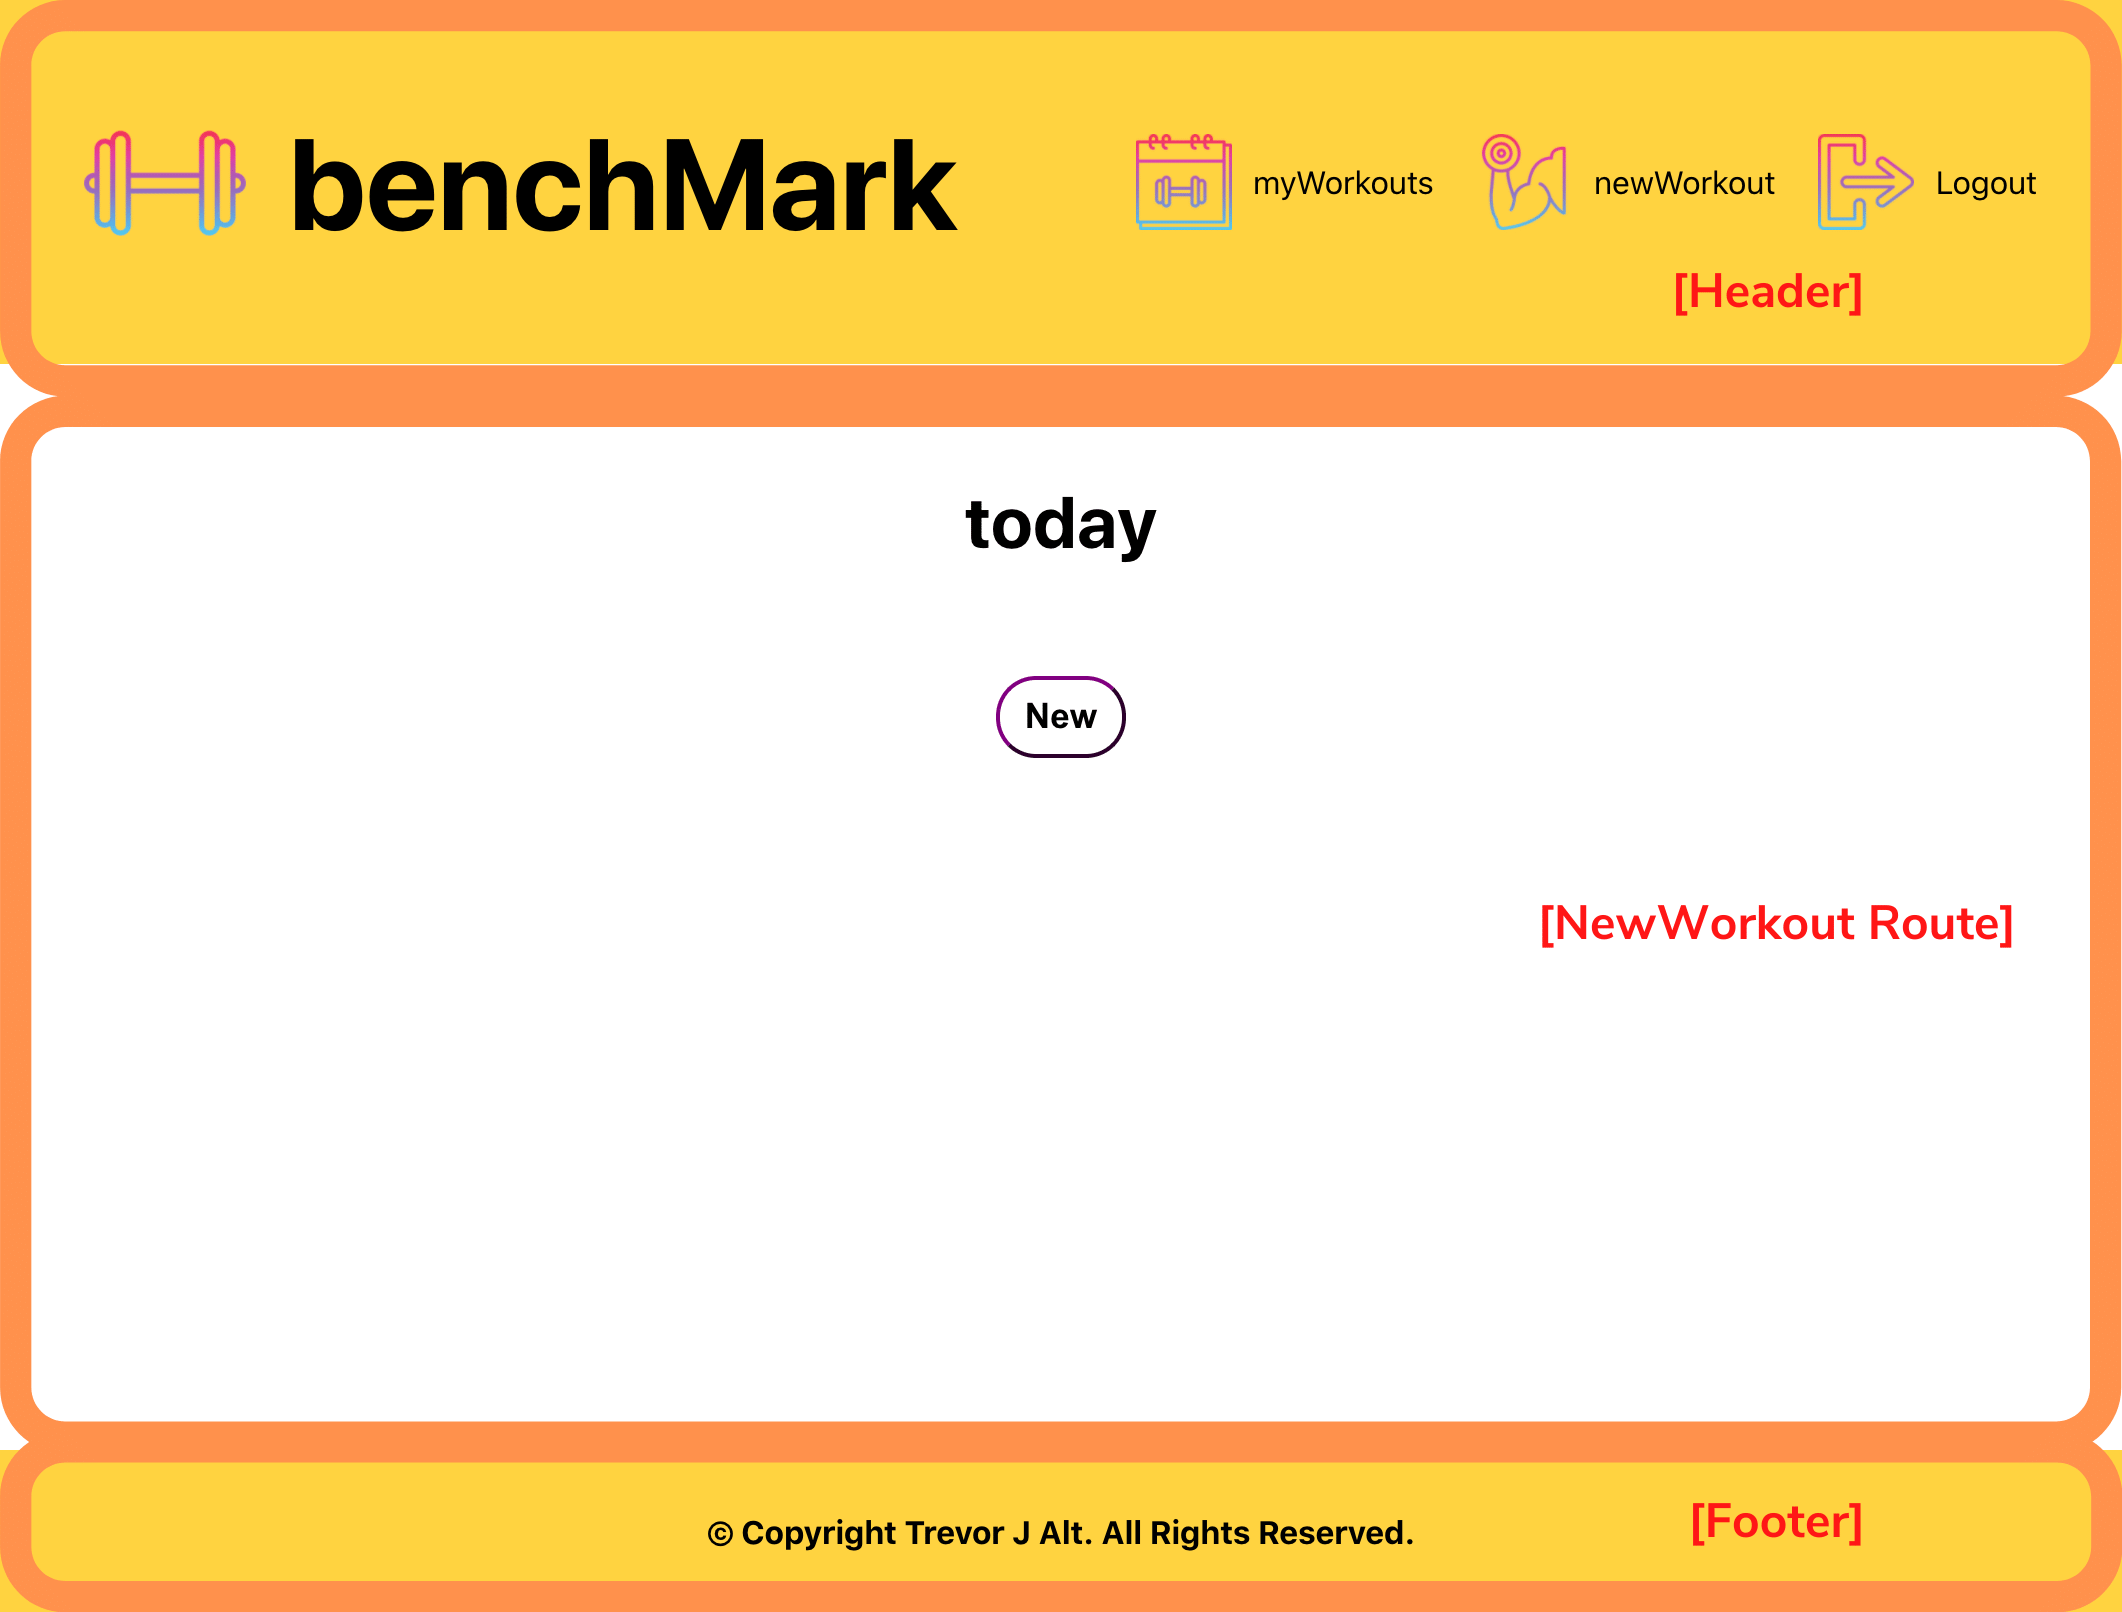 benchMark
myWorkouts
newWorkout
Logout
[Header]
today
New
[NewWorkout Route]
© Copyright Trevor J Alt. All Rights Reserved.
[Footer]